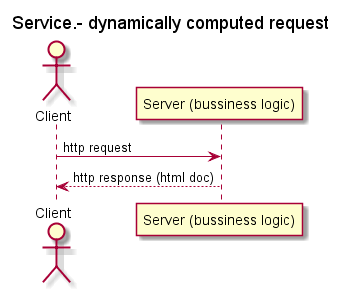 Service.- dynamically computed request
Client
Server (bussiness logic)
http request
http response (html doc)
Client
Server (bussiness logic)